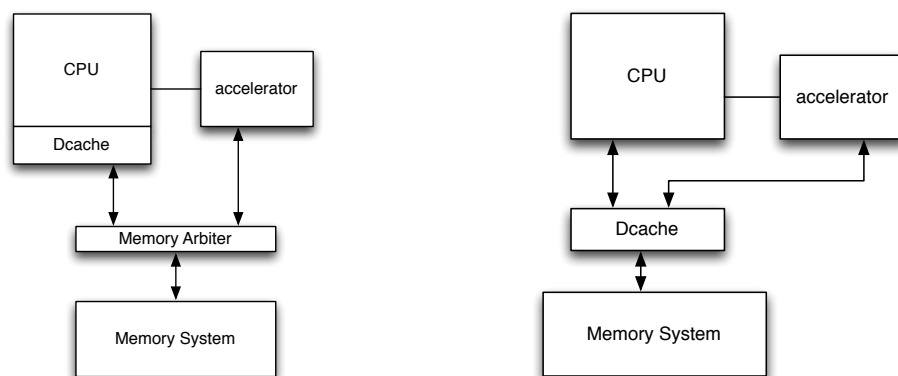 CPU
accelerator
Dcache
Memory Arbiter
Memory System
CPU
accelerator
Dcache
Memory System